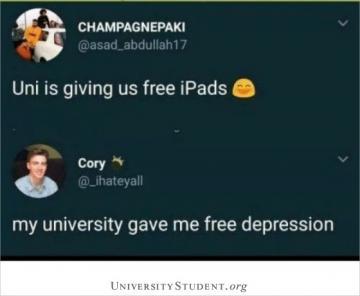 CHAMPAGNEPAKI
@asad_abdullah17
Uni is giving us free iPads 😄
Cory
@_ihateyall
my university gave me free depression
UNIVERSITYSTUDENT.org